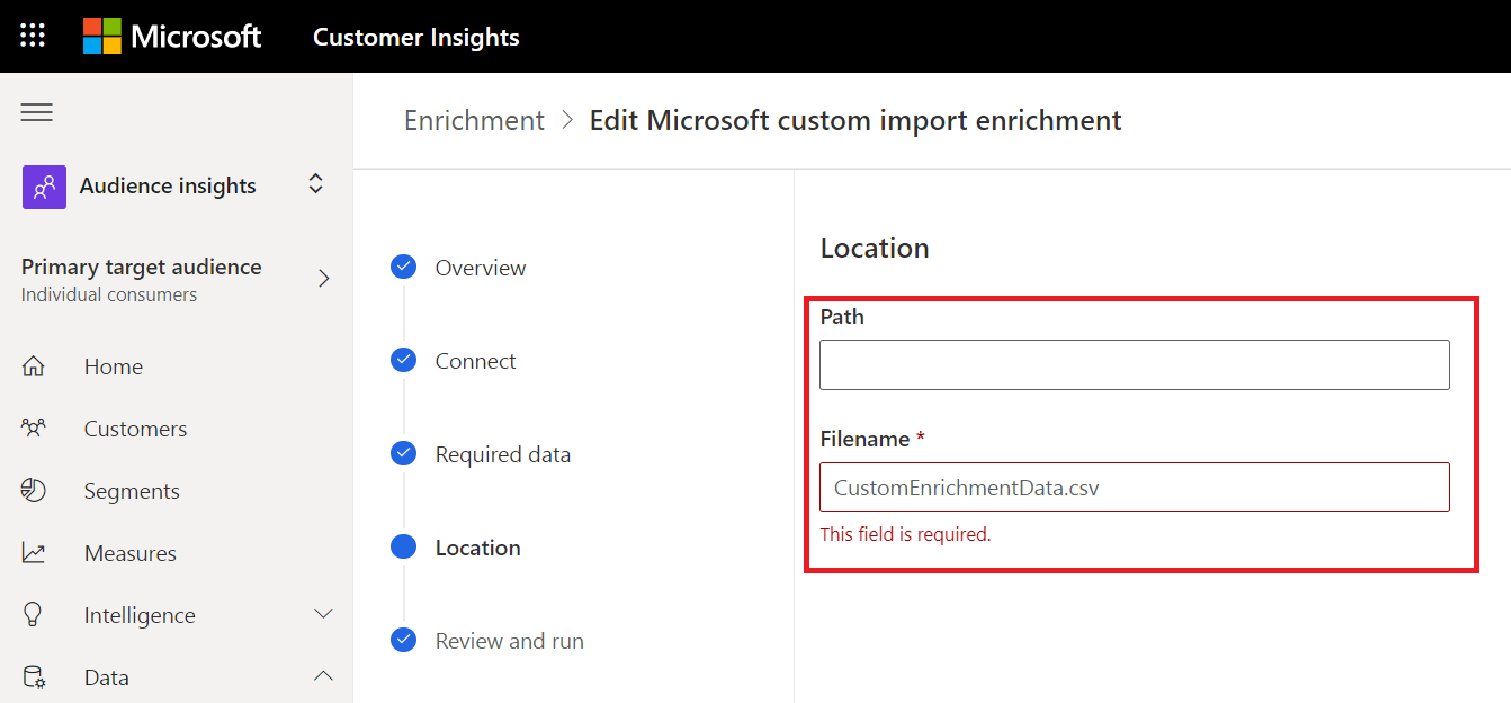 Microsoft Customer Insights
Enrichment > Edit Microsoft custom import enrichment
Audience insights
Primary target audience
Individual consumers
Home
Customers
Segments
Measures
Intelligence
Data
Overview
Connect
Required data
Location
Review and run
Location
Path
Filename *
CustomEnrichmentData.csv
This field is required.